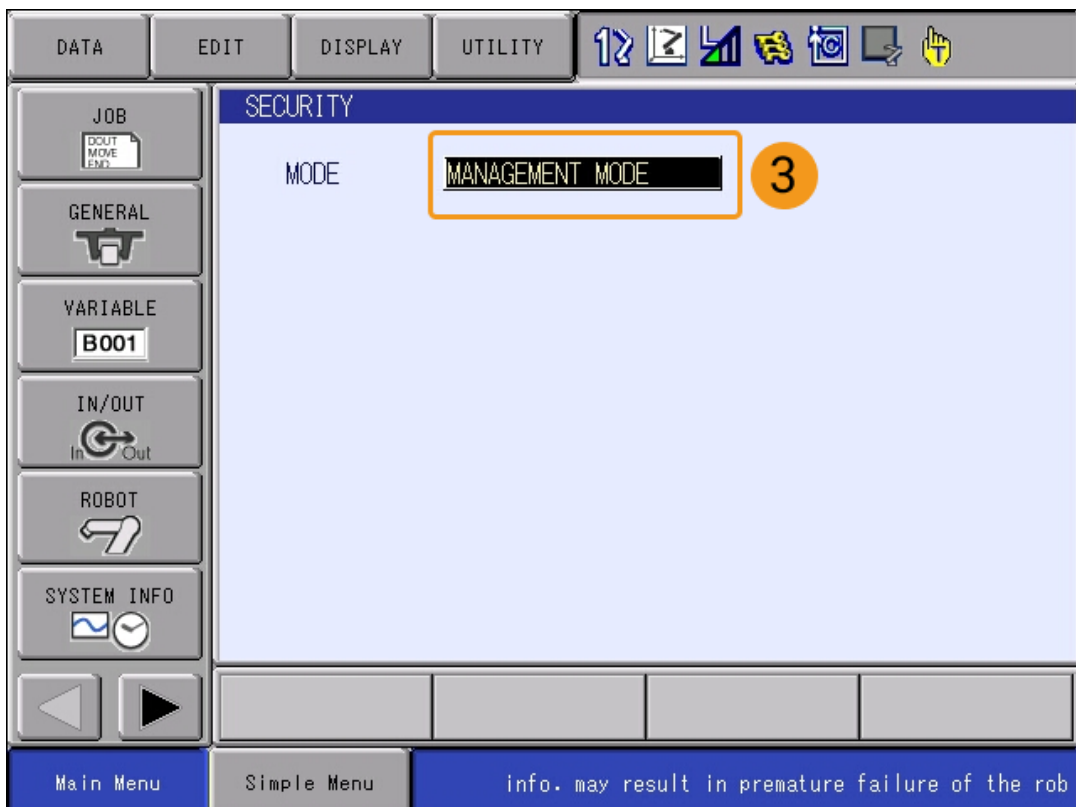 DATA
EDIT
DISPLAY
UTILITY
JOB
DOUT
MOVE
END
SECURITY
MODE
MANAGEMENT MODE
3
GENERAL
VARIABLE
B001
IN/OUT
In
Out
ROBOT
SYSTEM INFO
Main Menu
Simple Menu
info. may result in premature failure of the rob